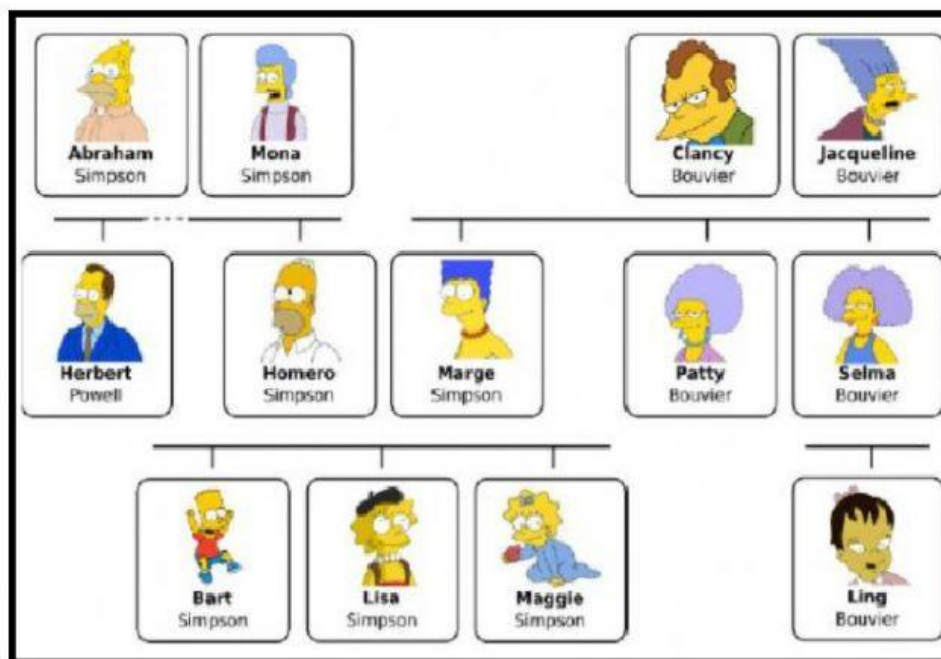 Abraham
Simpson
Mona
Simpson
Clancy
Bouvier
Jacqueline
Bouvier
Herbert
Powell
Homero
Simpson
Marge
Simpson
Patty
Bouvier
Selma
Bouvier
Bart
Simpson
Lisa
Simpson
Maggie
Simpson
Ling
Bouvier